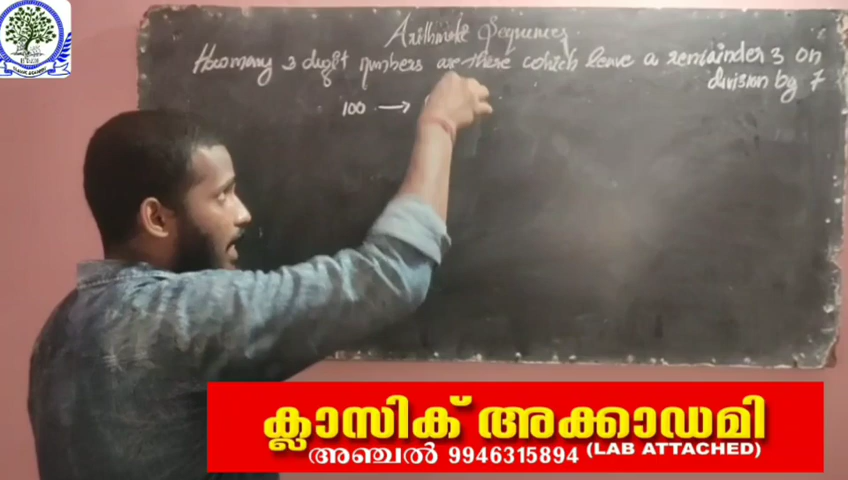 Arithmetic Sequences
How many 3 digit numbers are there which leave a remainder 3 on
division by 7
100 →
ക്ലാസിക് അക്കാഡമി
അഞ്ചൽ 9946315894 (LAB ATTACHED)